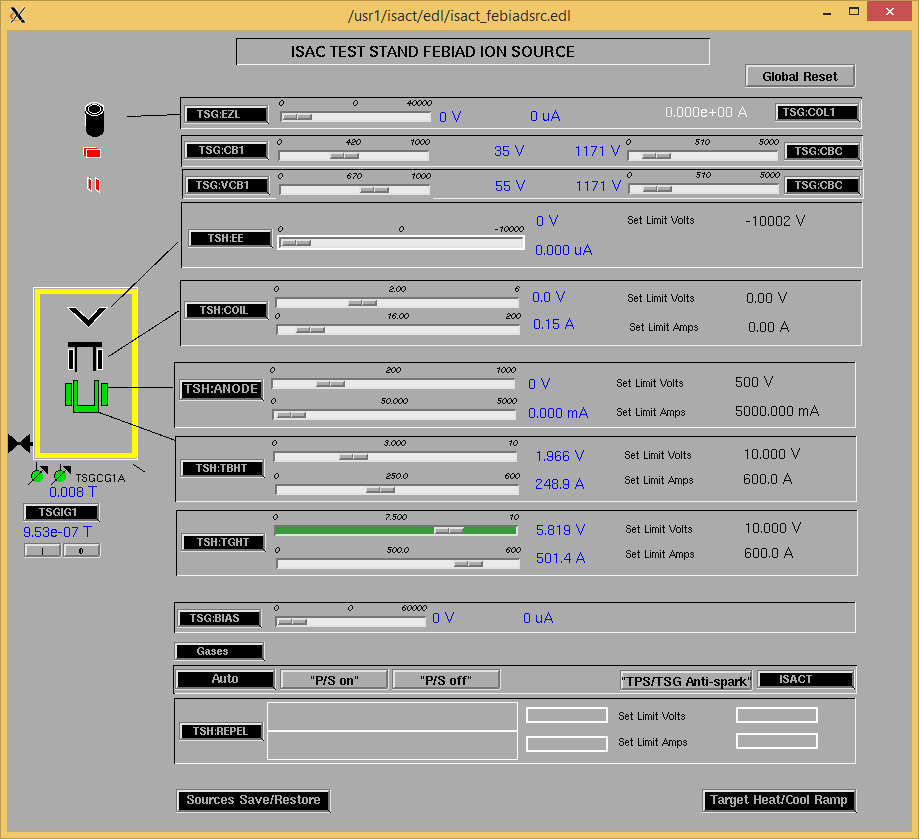 /usr1/isact/edl/isact_febiadsrc.edl
ISAC TEST STAND FEBIAD ION SOURCE
Global Reset
TSG:EZL 0 0 40000 0 V 0 uA 0.000e+00 A TSG:COL1
TSG:CB1 0 420 1000 35 V 1171 V 0 510 5000 TSG:CBC
TSG:VCB1 0 670 1000 55 V 1171 V 0 510 5000 TSG:CBC
TSH:EE 0 0 -10000 0 V Set Limit Volts -10002 V
0.000 uA
TSH:COIL 0 2.00 6 0.0 V Set Limit Volts 0.00 V
0 16.00 200 0.15 A Set Limit Amps 0.00 A
TSH:ANODE 0 200 1000 0 V Set Limit Volts 500 V
0 50.000 5000 0.000 mA Set Limit Amps 5000.000 mA
TSH:TBHT 0 3.000 10 1.966 V Set Limit Volts 10.000 V
0 250.0 600 248.9 A Set Limit Amps 600.0 A
TSGCG1A
0.008 T
TSGIG1
9.53e-07 T
I 0
TSH:TGHT 0 7.500 10 5.819 V Set Limit Volts 10.000 V
0 500.0 600 501.4 A Set Limit Amps 600.0 A
TSG:BIAS 0 0 60000 0 V 0 uA
Gases
Auto "P/S on" "P/S off" "TPS/TSG Anti-spark" ISACT
TSH:REPEL Set Limit Volts
Set Limit Amps
Sources Save/Restore Target Heat/Cool Ramp